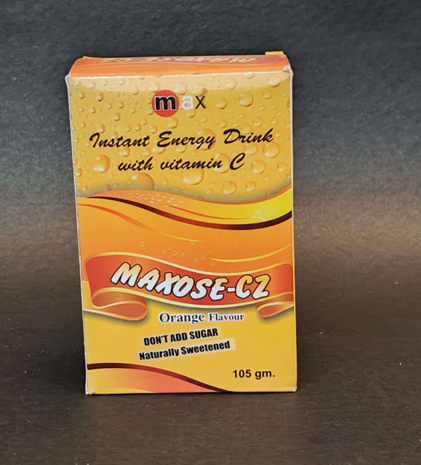 max®
Instant Energy Drink
with vitamin C
MAXOSE-CZ
Orange Flavour
DON'T ADD SUGAR
Naturally Sweetened
105 gm.